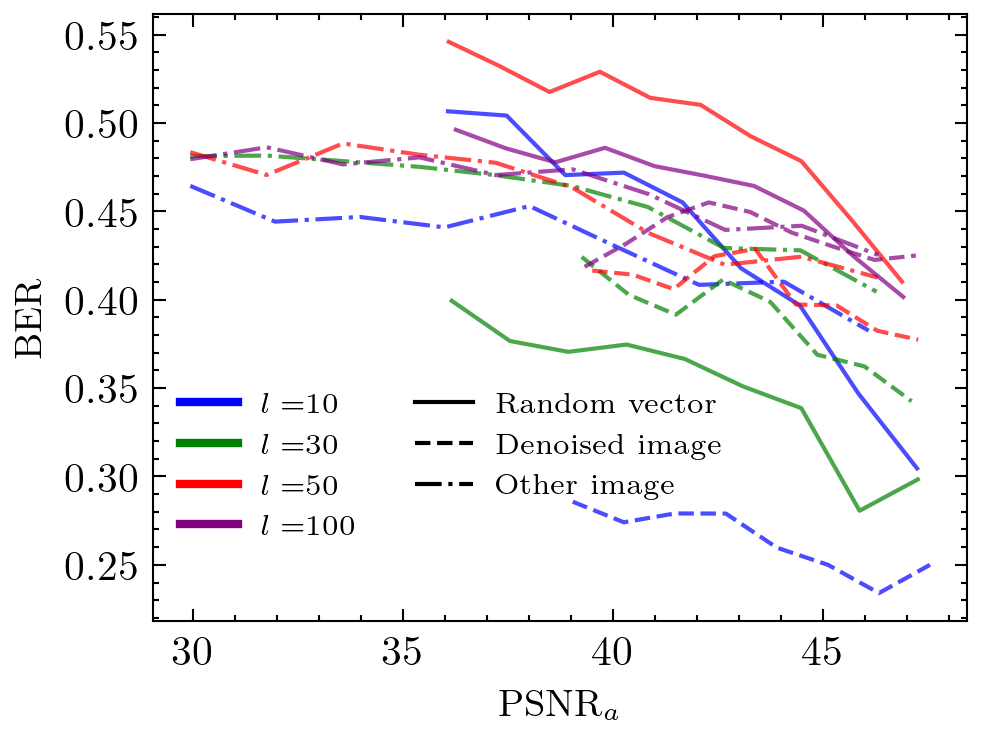 0.55
0.50
0.45
0.40
0.35
0.30
0.25
BER
l =10
l =30
l =50
l =100
Random vector
Denoised image
Other image
30 35 40 45
PSNRₐ